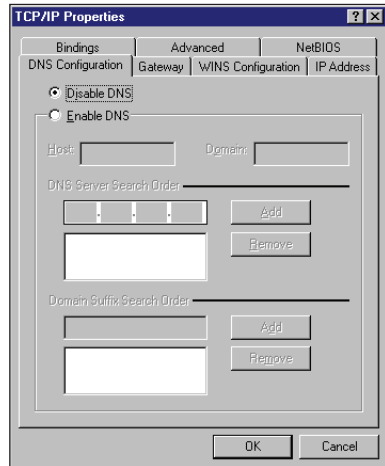 TCP/IP Properties
Bindings Advanced NetBIOS
DNS Configuration Gateway WINS Configuration IP Address
Disable DNS
Enable DNS
Host: Domain:
DNS Server Search Order
. . . Add
Remove
Domain Suffix Search Order
Add
Remove
OK Cancel